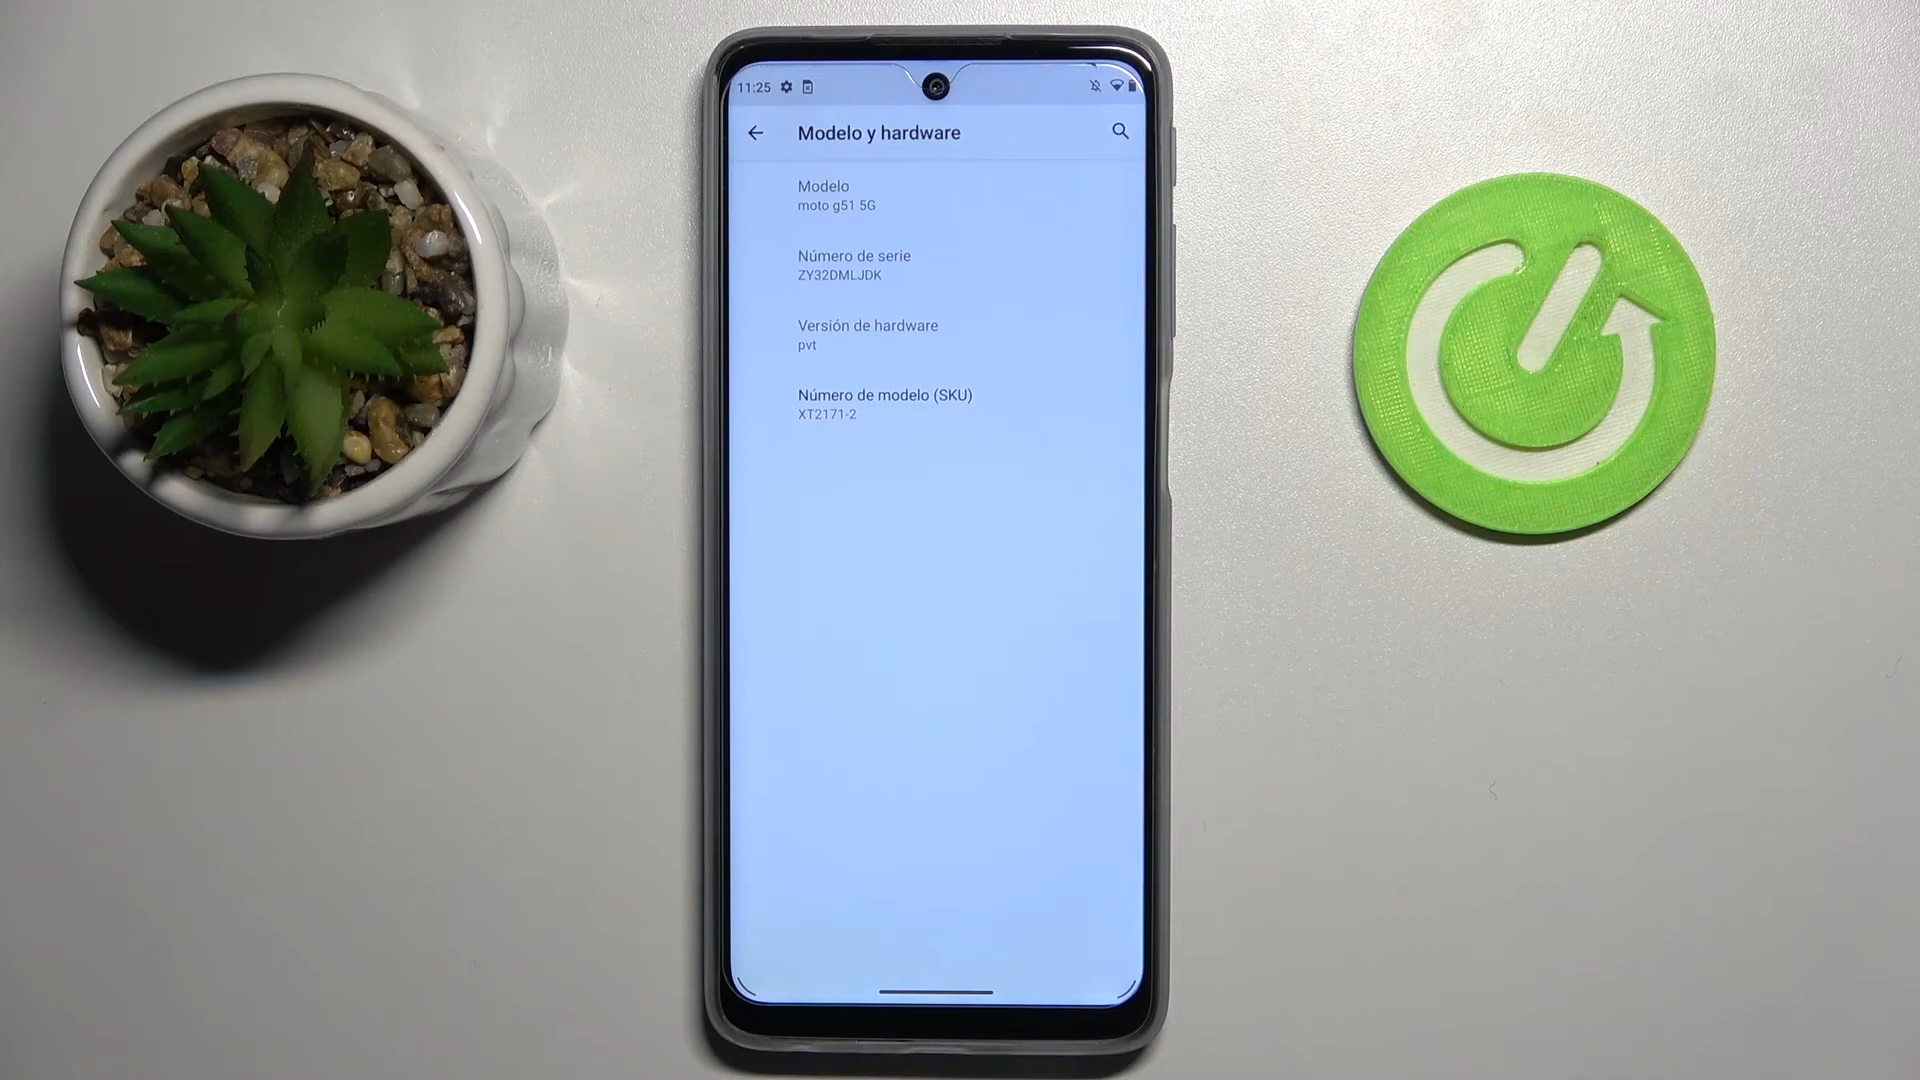 11:25
Modelo y hardware
Modelo
moto g51 5G
Número de serie
ZY32DMLJDK
Versión de hardware
pvt
Número de modelo (SKU)
XT2171-2